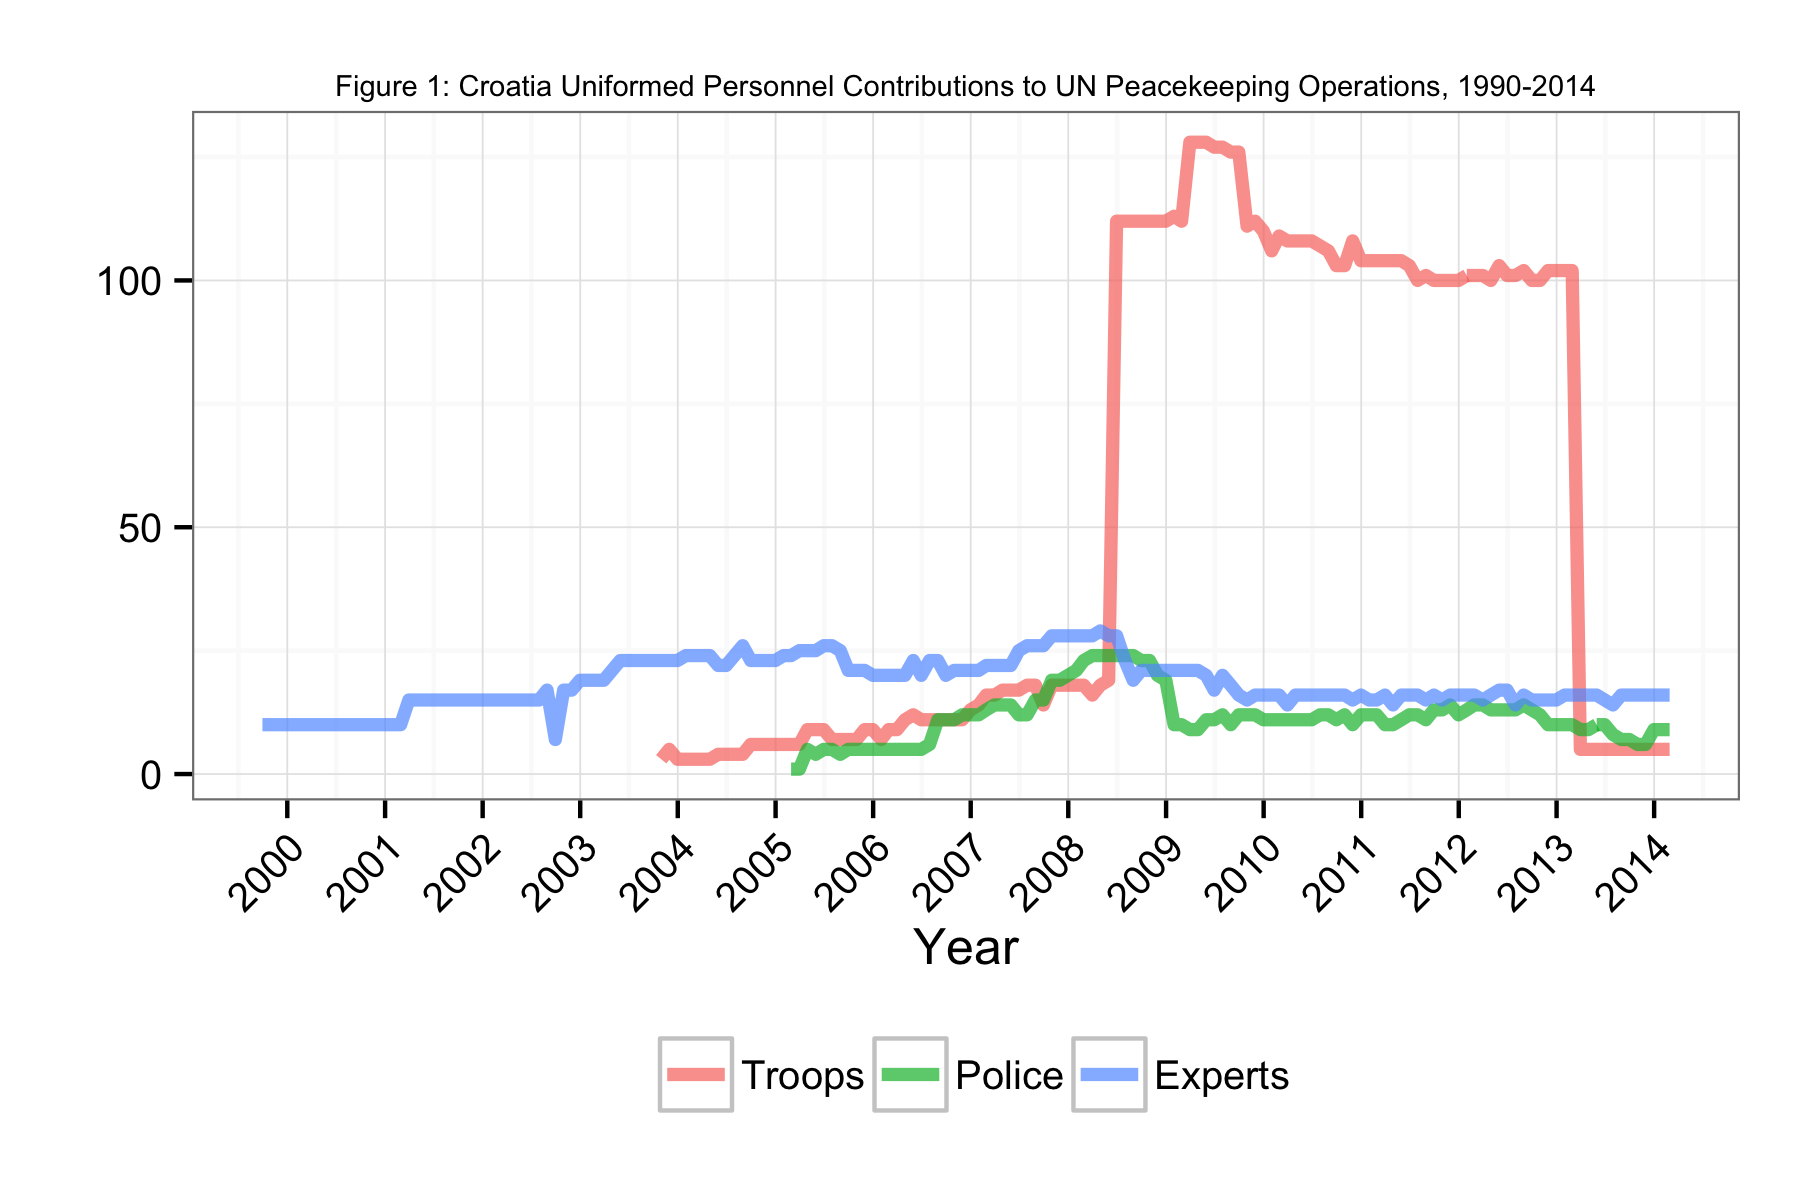 Figure 1: Croatia Uniformed Personnel Contributions to UN Peacekeeping Operations, 1990-2014
100
50
0
2000 2001 2002 2003 2004 2005 2006 2007 2008 2009 2010 2011 2012 2013 2014
Year
Troops Police Experts